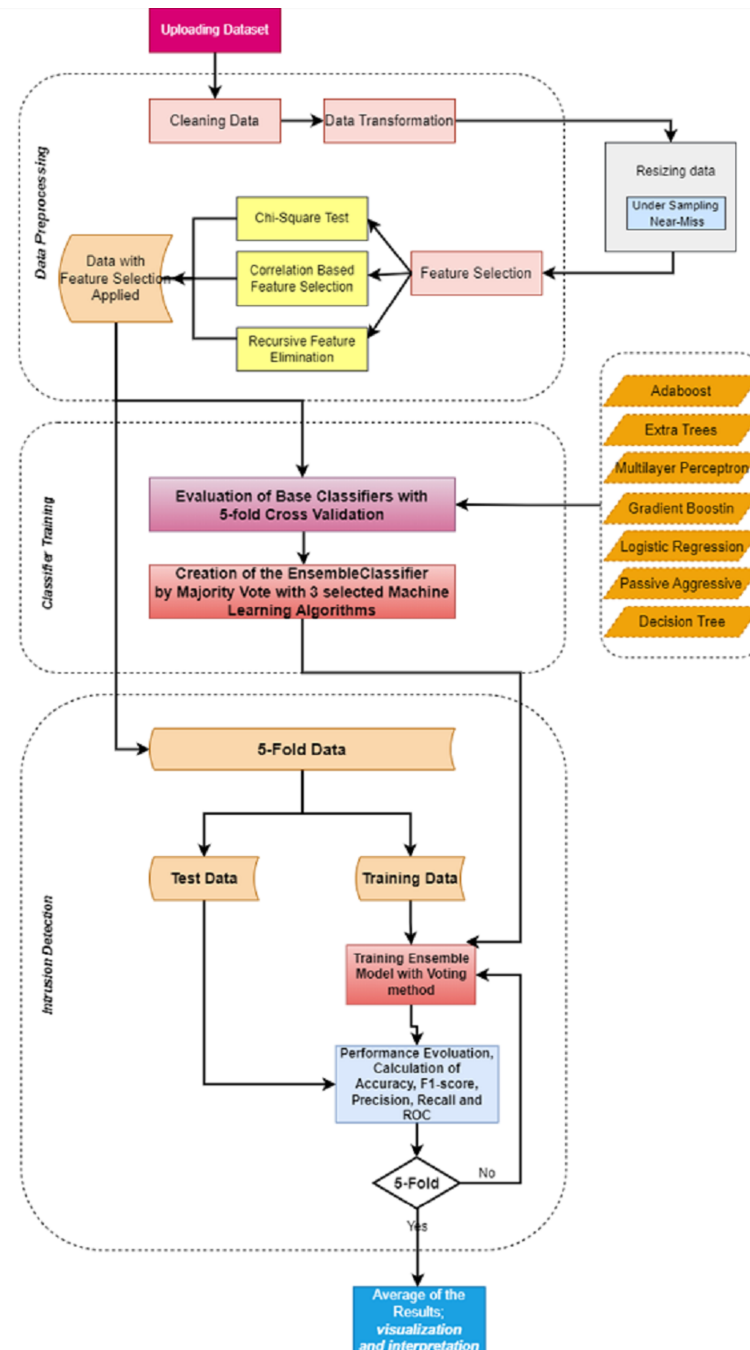 Uploading Dataset
Data Preprocessing
Cleaning Data
Data Transformation
Resizing data
Under Sampling
Near-Miss
Feature Selection
Chi-Square Test
Correlation Based
Feature Selection
Recursive Feature
Elimination
Data with
Feature Selection
Applied
Adaboost
Extra Trees
Multilayer Perceptron
Gradient Boostin
Logistic Regression
Passive Aggressive
Decision Tree
Classifier Training
Evaluation of Base Classifiers with
5-fold Cross Validation
Creation of the EnsembleClassifier
by Majority Vote with 3 selected Machine
Learning Algorithms
Intrusion Detection
5-Fold Data
Test Data
Training Data
Training Ensemble
Model with Voting
method
Performance Evoluation,
Calculation of
Accuracy, F1-score,
Precision, Recall and
ROC
5-Fold
No
Yes
Average of the
Results;
visualization
and interpretation